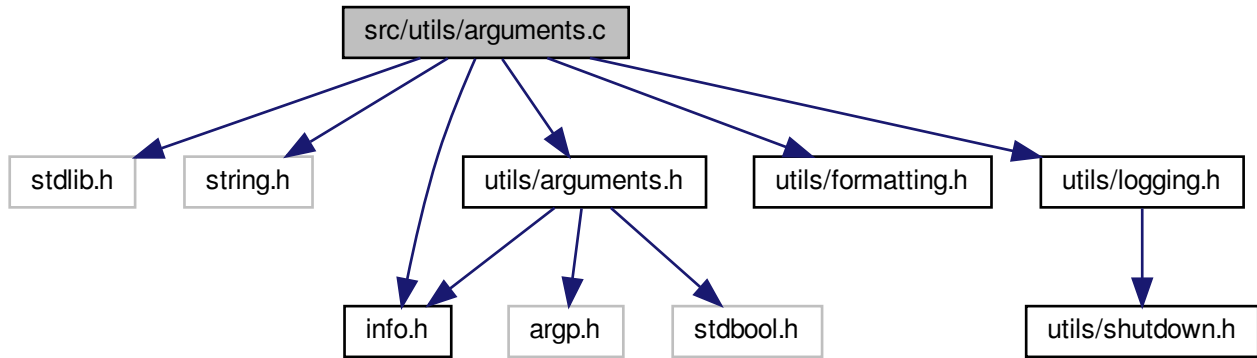 src/utils/arguments.c
stdlib.h
string.h
utils/arguments.h
utils/formatting.h
utils/logging.h
info.h
argp.h
stdbool.h
utils/shutdown.h